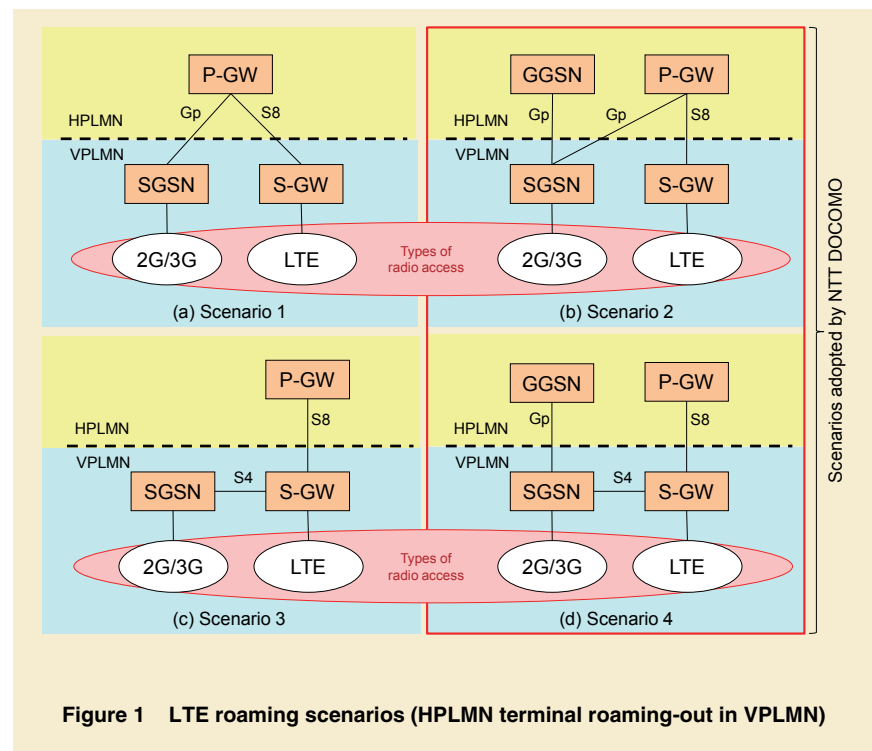 P-GW
Gp
S8
HPLMN
VPLMN
SGSN
S-GW
2G/3G
LTE
(a) Scenario 1
GGSN
P-GW
HPLMN
Gp
Gp
S8
VPLMN
SGSN
S-GW
2G/3G
LTE
(b) Scenario 2
Types of
radio access
P-GW
S8
HPLMN
VPLMN
SGSN
S4
S-GW
2G/3G
LTE
(c) Scenario 3
GGSN
P-GW
Gp
S8
HPLMN
VPLMN
SGSN
S4
S-GW
2G/3G
LTE
(d) Scenario 4
Types of
radio access
Scenarios adopted by NTT DOCOMO
Figure 1 LTE roaming scenarios (HPLMN terminal roaming-out in VPLMN)